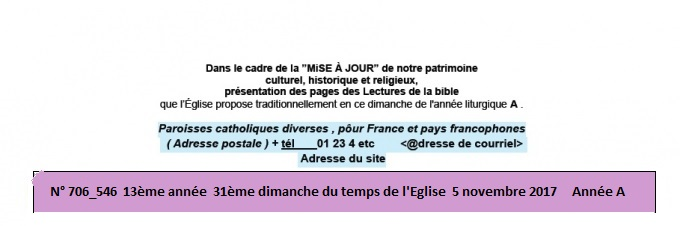 Dans le cadre de la "MiSE À JOUR" de notre patrimoine
culturel, historique et religieux,
présentation des pages des Lectures de la bible
que l'Église propose traditionnellement en ce dimanche de l'année liturgique A .
Paroisses catholiques diverses , pôur France et pays francophones
( Adresse postale ) + tél___01 23 4 etc <@dresse de courriel>
Adresse du site
N° 706_546 13ème année 31ème dimanche du temps de l'Eglise 5 novembre 2017 Année A